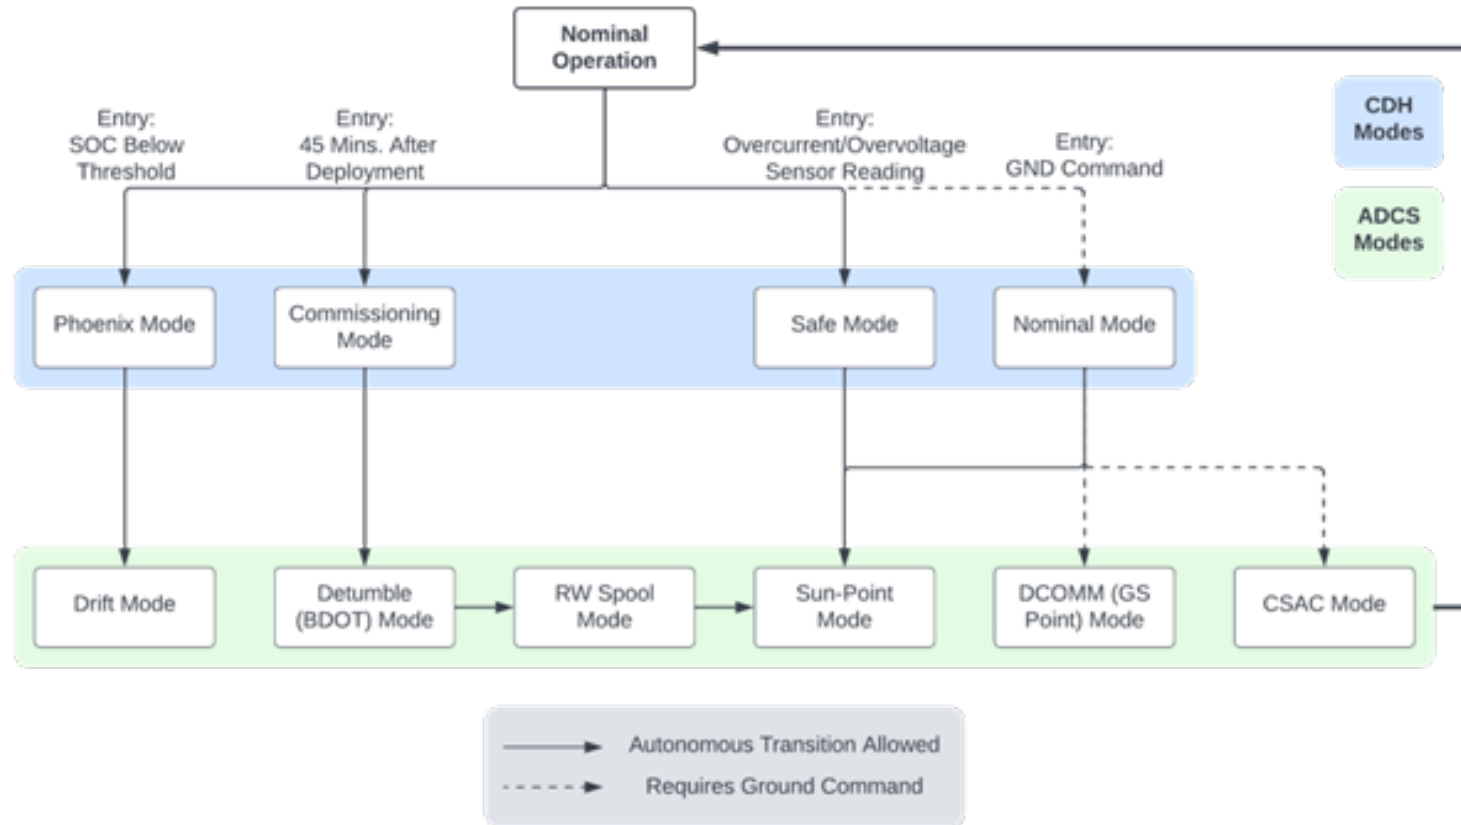 Nominal
Operation
Entry:
SOC Below
Threshold
Entry:
45 Mins. After
Deployment
Entry:
Overcurrent/Overvoltage
Sensor Reading
Entry:
GND Command
CDH
Modes
ADCS
Modes
Phoenix Mode
Commissioning
Mode
Safe Mode
Nominal Mode
Drift Mode
Detumble
(BDOT) Mode
RW Spool
Mode
Sun-Point
Mode
DCOMM (GS
Point) Mode
CSAC Mode
Autonomous Transition Allowed
Requires Ground Command